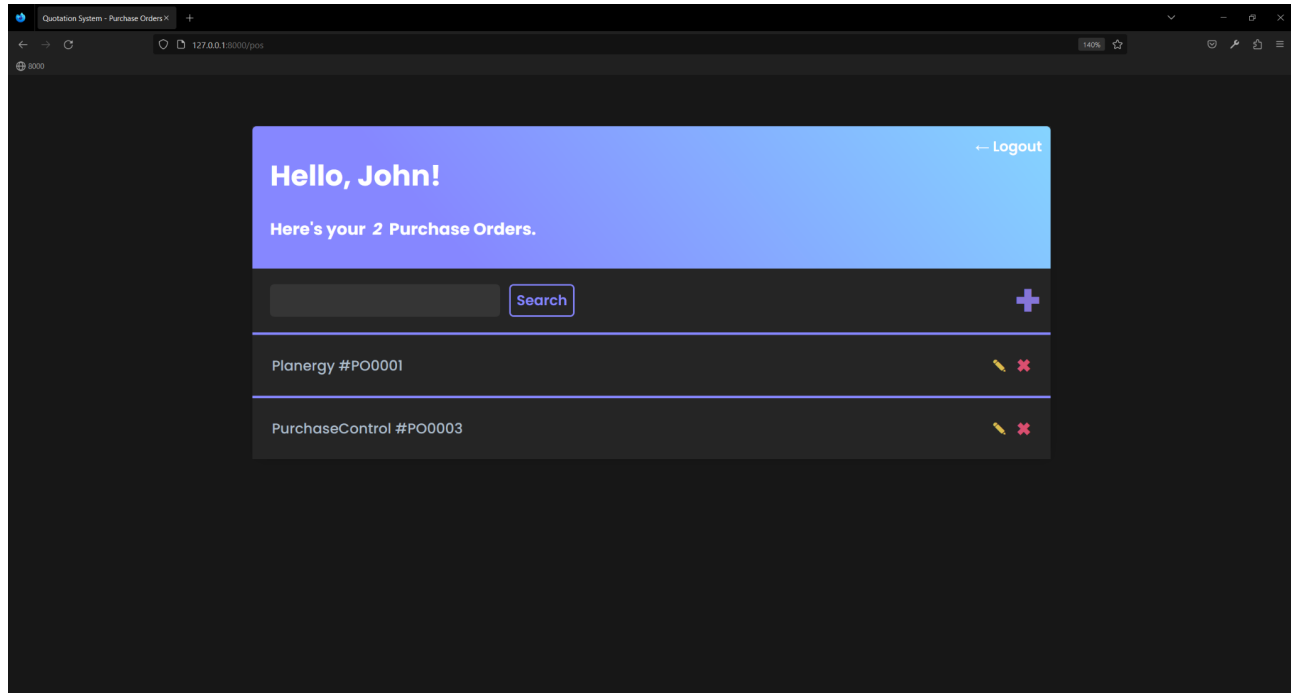 Quotation System - Purchase Orders
127.0.0.1:8000/pos
140%
8000
← Logout
Hello, John!
Here's your 2 Purchase Orders.
Search
Planergy #PO0001
PurchaseControl #PO0003